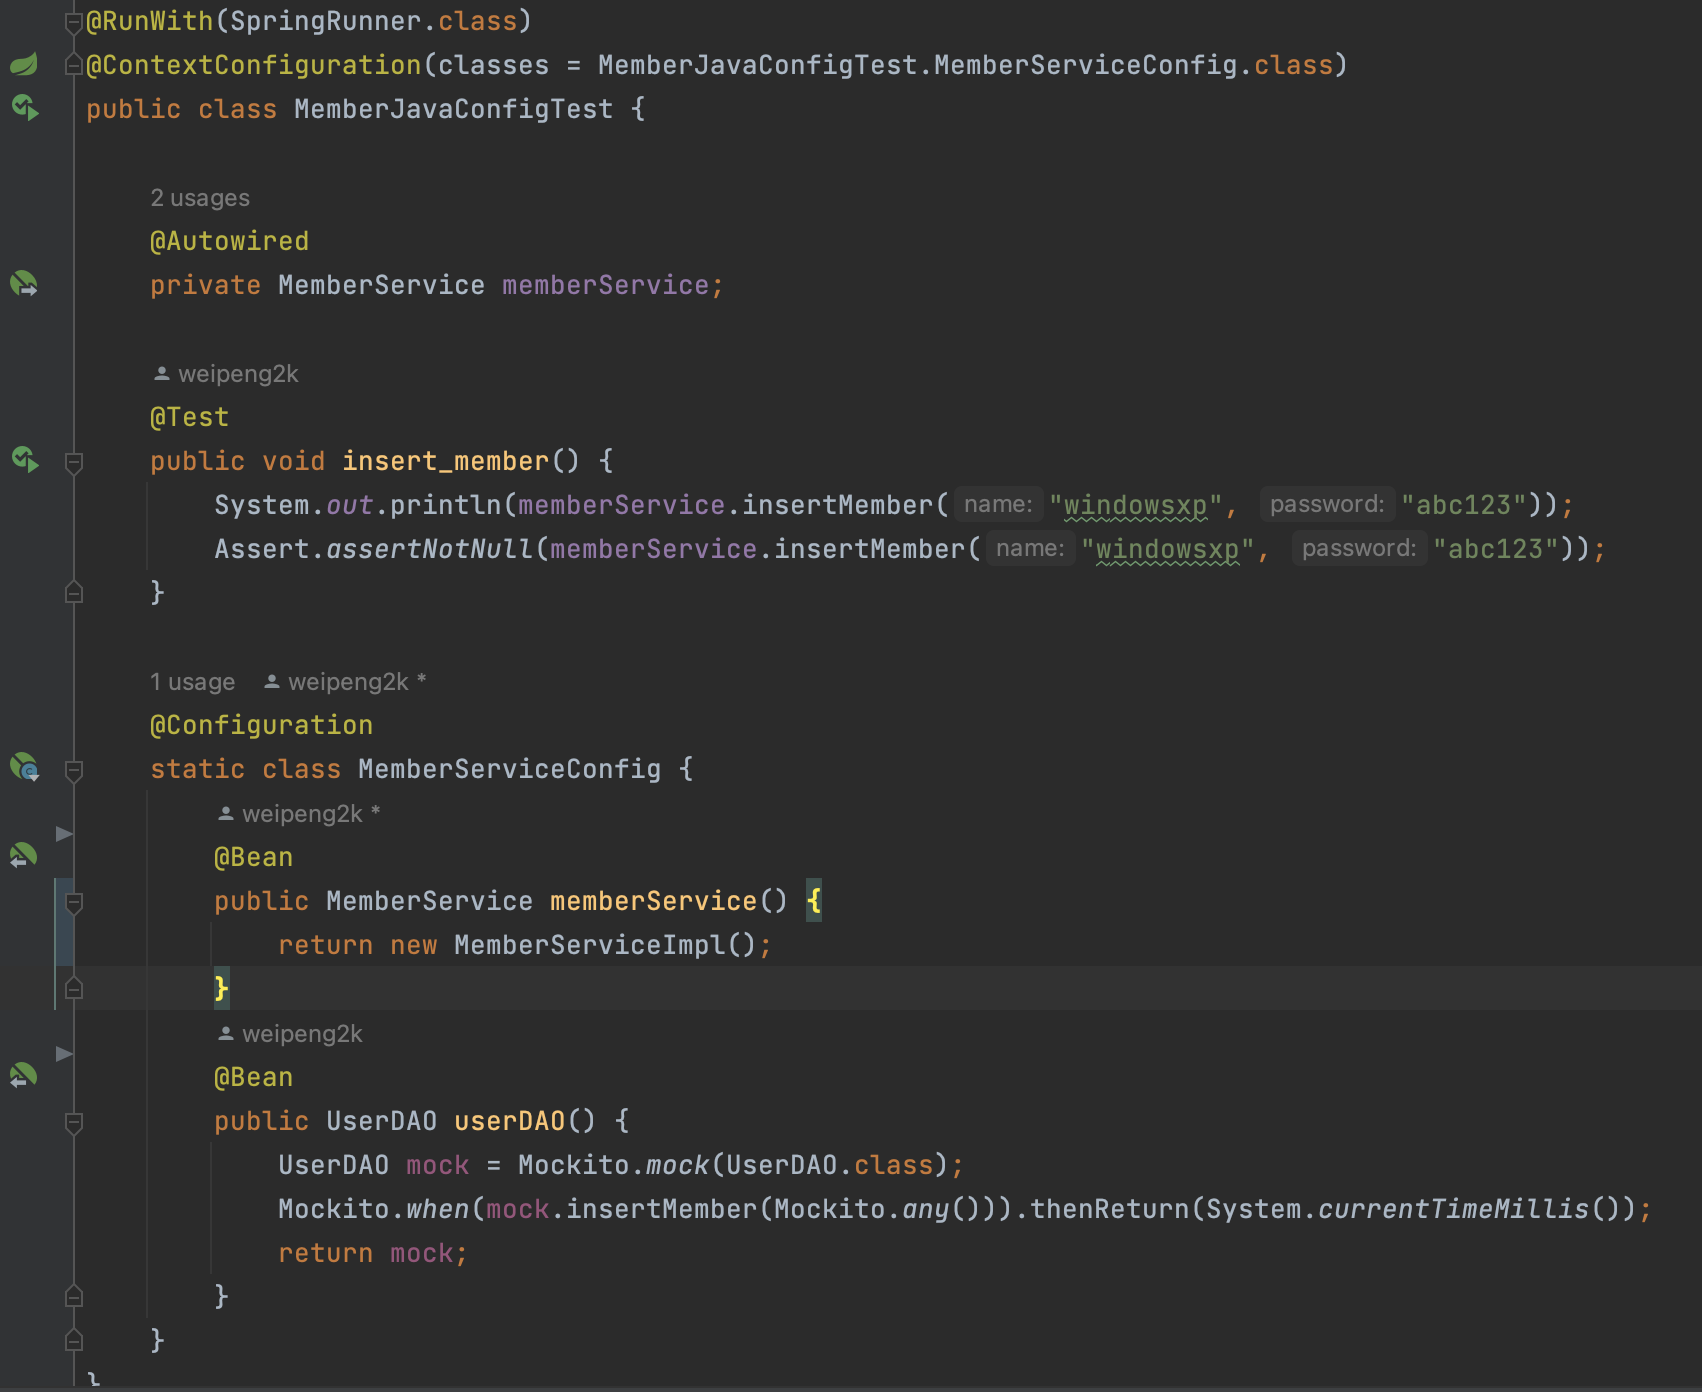 @RunWith(SpringRunner.class)
@ContextConfiguration(classes = MemberJavaConfigTest.MemberServiceConfig.class)
public class MemberJavaConfigTest {
2 usages
@Autowired
private MemberService memberService;
weipeng2k
@Test
public void insert_member() {
System.out.println(memberService.insertMember( name: "windowsxp", password: "abc123"));
Assert.assertNotNull(memberService.insertMember( name: "windowsxp", password: "abc123"));
}
1 usage weipeng2k *
@Configuration
static class MemberServiceConfig {
weipeng2k *
@Bean
public MemberService memberService() {
return new MemberServiceImpl();
}
weipeng2k
@Bean
public UserDAO userDAO() {
UserDAO mock = Mockito.mock(UserDAO.class);
Mockito.when(mock.insertMember(Mockito.any())).thenReturn(System.currentTimeMillis());
return mock;
}
}
}